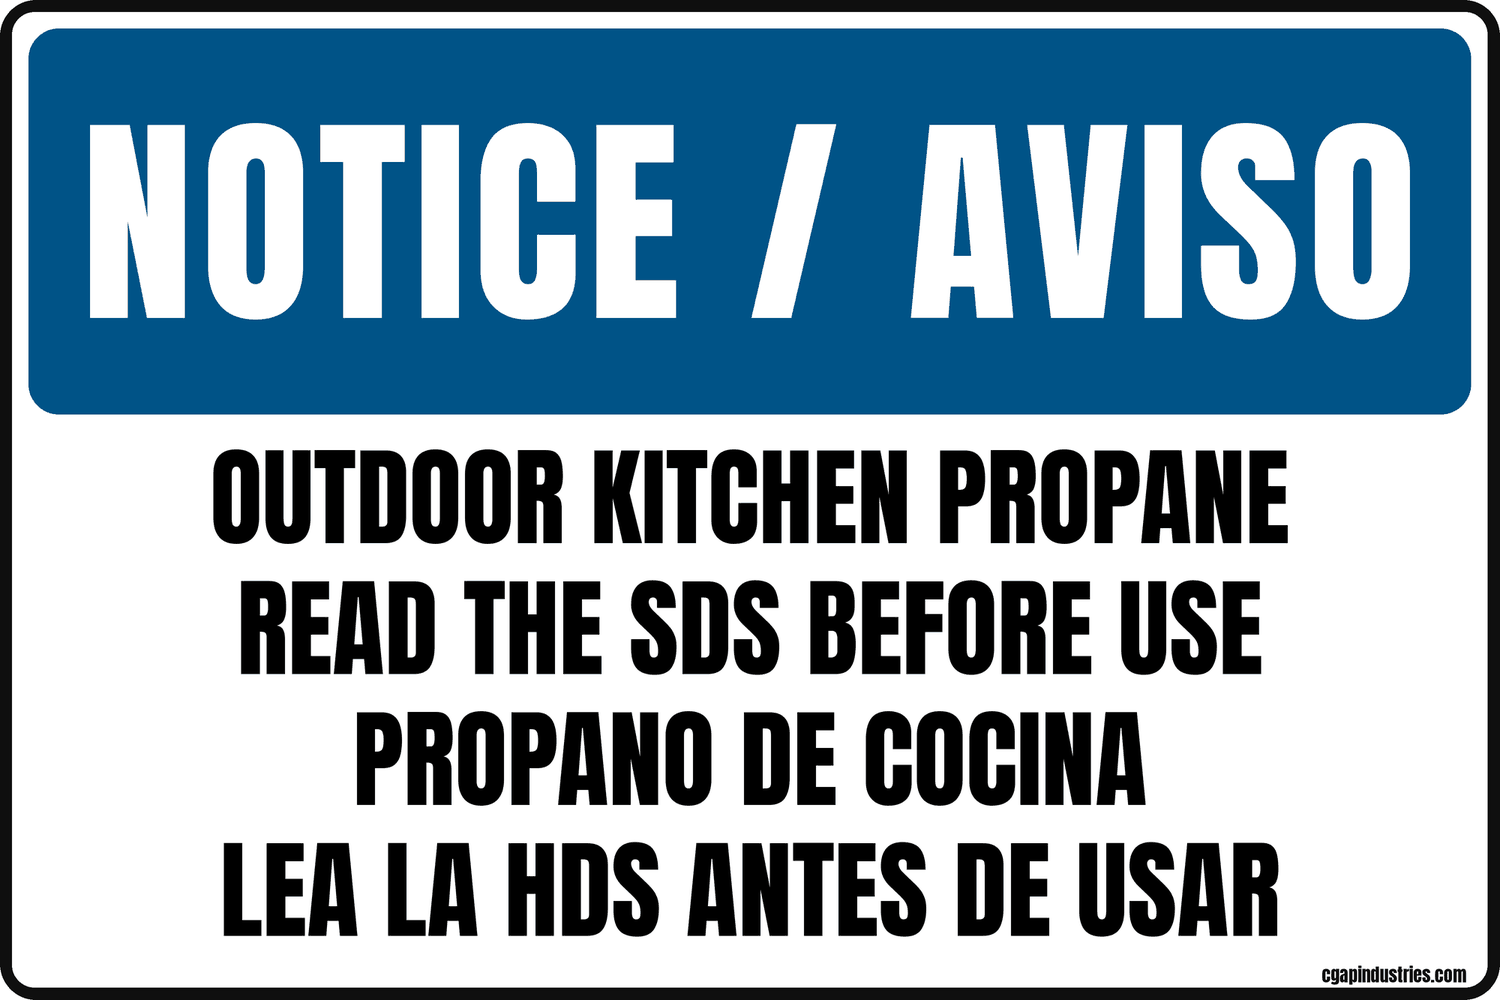 NOTICE / AVISO
OUTDOOR KITCHEN PROPANE
READ THE SDS BEFORE USE
PROPANO DE COCINA
LEA LA HDS ANTES DE USAR
cgapindustries.com